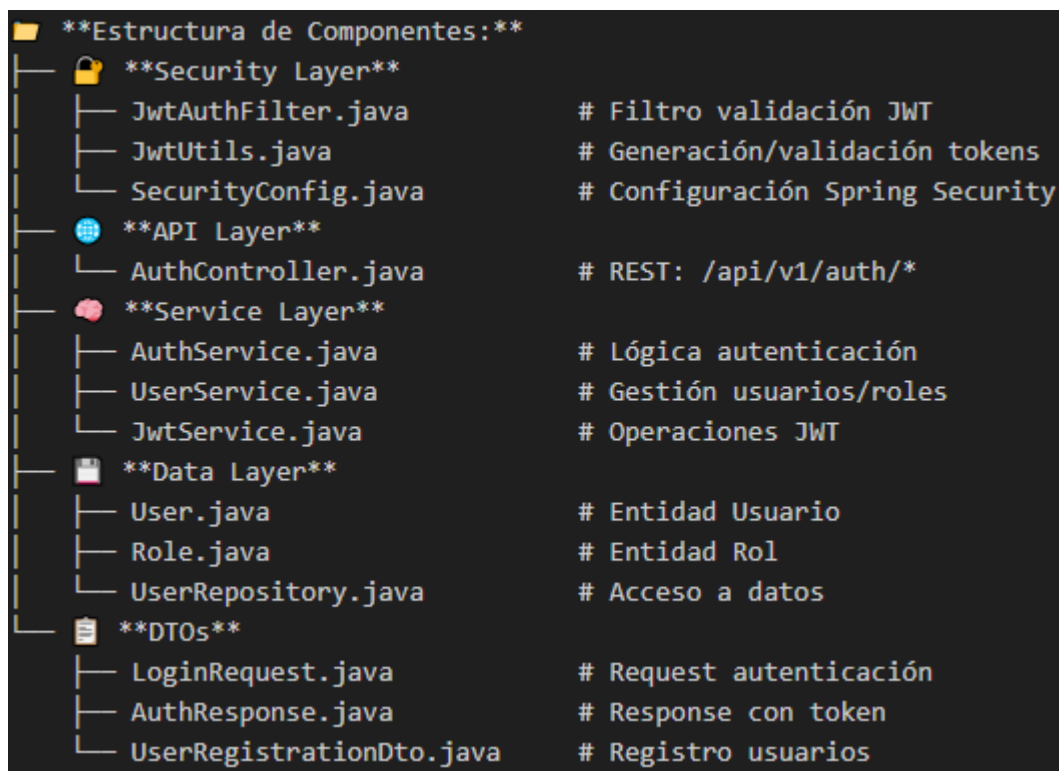 📁 **Estructura de Componentes:**
├── 🔐 **Security Layer**
│   ├── JwtAuthFilter.java          # Filtro validación JWT
│   ├── JwtUtils.java               # Generación/validación tokens
│   └── SecurityConfig.java         # Configuración Spring Security
├── 🌐 **API Layer**
│   └── AuthController.java         # REST: /api/v1/auth/*
├── 🧠 **Service Layer**
│   ├── AuthService.java            # Lógica autenticación
│   ├── UserService.java            # Gestión usuarios/roles
│   └── JwtService.java             # Operaciones JWT
├── 💾 **Data Layer**
│   ├── User.java                   # Entidad Usuario
│   ├── Role.java                   # Entidad Rol
│   └── UserRepository.java         # Acceso a datos
└── 📋 **DTOs**
    ├── LoginRequest.java           # Request autenticación
    ├── AuthResponse.java           # Response con token
    └── UserRegistrationDto.java    # Registro usuarios